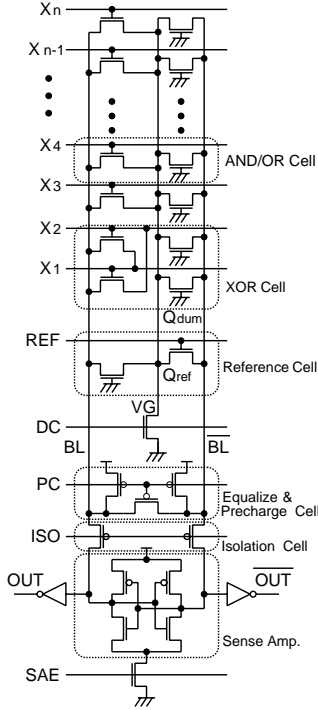 Xn
Xn-1
X4
AND/OR Cell
X3
X2
X1
XOR Cell
Qdum
REF
Reference Cell
Qref
VG
DC
BL
BL
PC
Equalize &
Precharge Cell
ISO
Isolation Cell
OUT
OUT
Sense Amp.
SAE